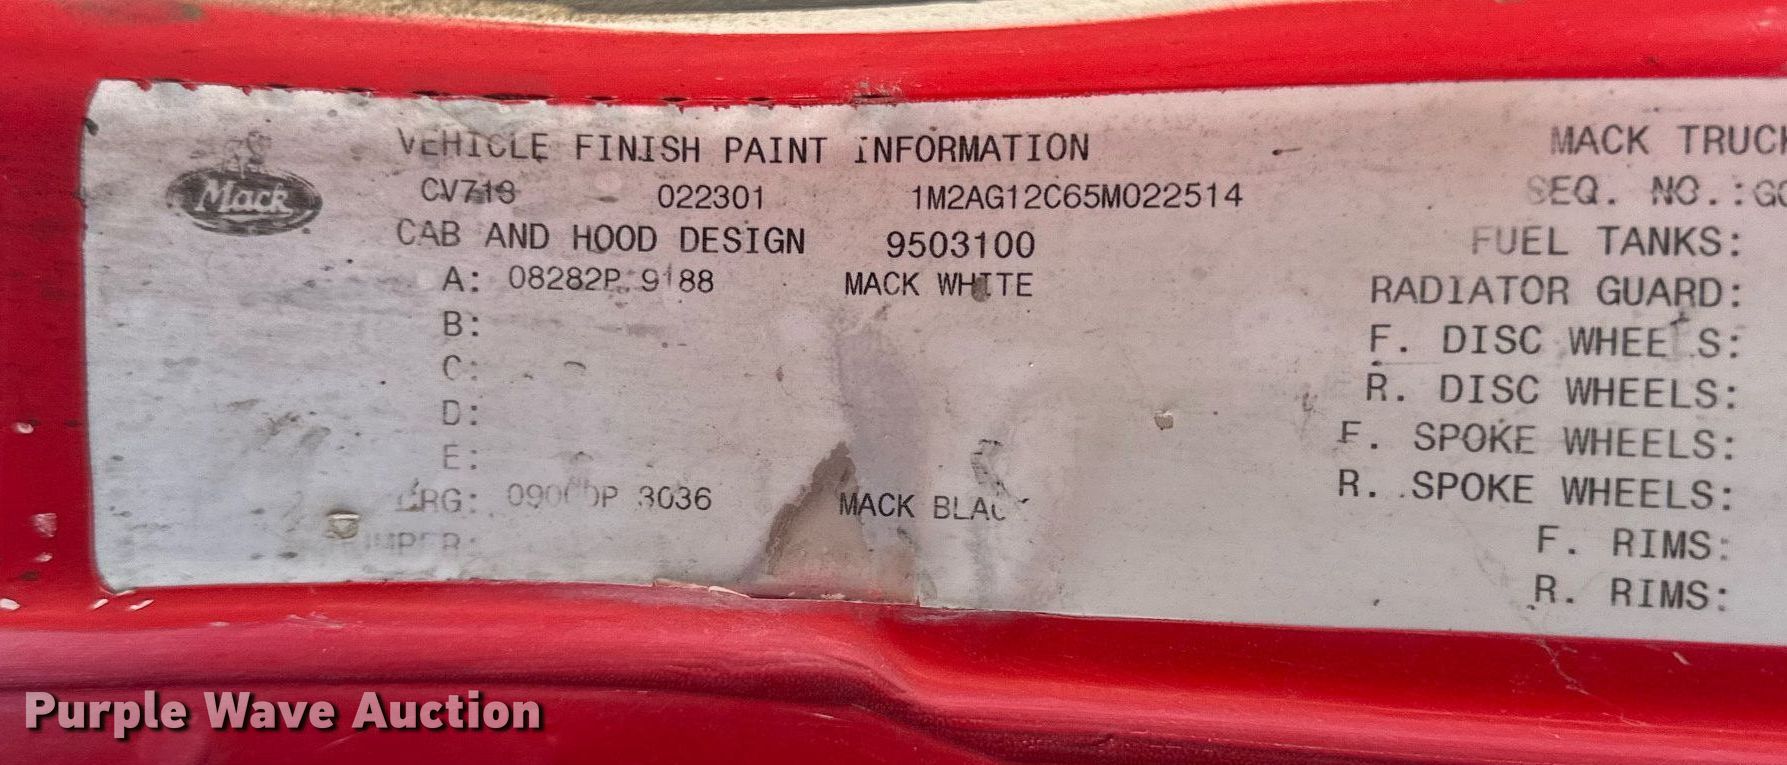 VEHICLE FINISH PAINT INFORMATION
MACK TRUCK
Mack
CV713 022301 1M2AG12C65M022514
SEQ. NO.:
CAB AND HOOD DESIGN 9503100
FUEL TANKS:
A: 08282P 9188 MACK WHITE
RADIATOR GUARD:
B:
F. DISC WHEELS:
C:
R. DISC WHEELS:
D:
F. SPOKE WHEELS:
E:
R. SPOKE WHEELS:
3036 MACK BLAC
F. RIMS:
R. RIMS:
Purple Wave Auction